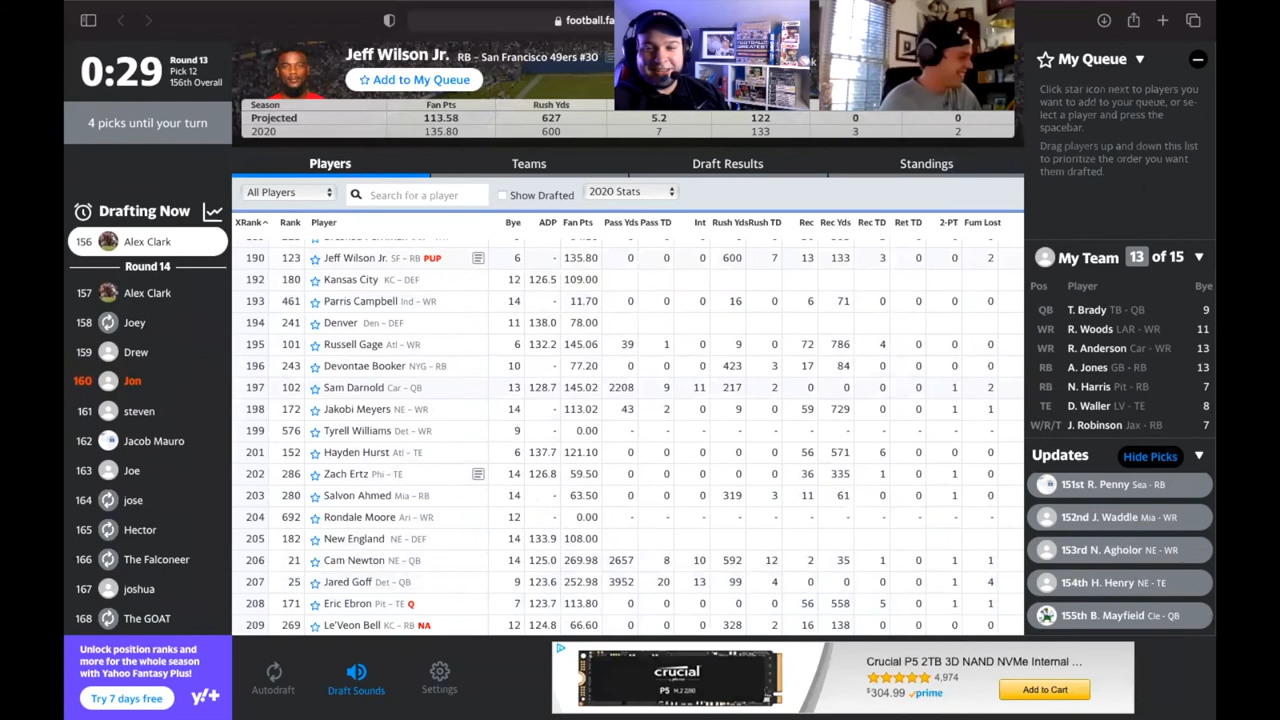 football.fa
0:29
Round 13
Pick 12
156th Overall
4 picks until your turn
Drafting Now
156 Alex Clark
Round 14
157 Alex Clark
158 Joey
159 Drew
160 Jon
161 steven
162 Jacob Mauro
163 Joe
164 jose
165 Hector
166 The Falconeer
167 joshua
168 The GOAT
Unlock position ranks and
more for the whole season
with Yahoo Fantasy Plus!
Try 7 days free
y!+
Jeff Wilson Jr. RB – San Francisco 49ers #30
Add to My Queue
Season Fan Pts Rush Yds
Projected 113.58 627 5.2 122 0 0
2020 135.80 600 7 133 3 2
Players Teams Draft Results Standings
All Players Search for a player Show Drafted 2020 Stats
XRank Rank Player Bye ADP Fan Pts Pass Yds Pass TD Int Rush Yds Rush TD Rec Rec Yds Rec TD Ret TD 2-PT Fum Lost
190 123 Jeff Wilson Jr. SF – RB PUP 6 - 135.80 0 0 0 600 7 13 133 3 0 0 2
192 180 Kansas City KC – DEF 12 126.5 109.00
193 461 Parris Campbell Ind – WR 14 - 11.70 0 0 0 16 0 6 71 0 0 0 0
194 241 Denver Den – DEF 11 138.0 78.00
195 101 Russell Gage Atl – WR 6 132.2 145.06 39 1 0 9 0 72 786 4 0 0 0
196 243 Devontae Booker NYG – RB 10 - 77.20 0 0 0 423 3 17 84 0 0 0 0
197 102 Sam Darnold Car – QB 13 128.7 145.02 2208 9 11 217 2 0 0 0 0 1 2
198 172 Jakobi Meyers NE – WR 14 - 113.02 43 2 0 9 0 59 729 0 0 1 1
199 576 Tyrell Williams Det – WR 9 - 0.00 0 0 0 0 0 0 0 0 0 0 0
201 152 Hayden Hurst Atl – TE 6 137.7 121.10 0 0 0 0 0 56 571 6 0 0 1
202 286 Zach Ertz Phi – TE 14 126.8 59.50 0 0 0 0 0 36 335 1 0 1 0
203 280 Salvon Ahmed Mia – RB 14 - 63.50 0 0 0 319 3 11 61 0 0 1 0
204 692 Rondale Moore Ari – WR 12 - 0.00 - - - - - - - - - - -
205 182 New England NE – DEF 14 133.9 108.00
206 21 Cam Newton NE – QB 14 125.0 269.98 2657 8 10 592 12 2 35 1 0 1 1
207 25 Jared Goff Det – QB 9 123.6 252.98 3952 20 13 99 4 0 0 0 0 1 4
208 171 Eric Ebron Pit – TE Q 7 123.7 113.80 0 0 0 0 0 56 558 5 0 1 1
209 269 Le'Veon Bell KC – RB NA 12 124.8 66.60 0 0 0 328 2 16 138 0 0 0 0
Autodraft
Draft Sounds
Settings
crucial
P5 M.2 2280
Crucial P5 2TB 3D NAND NVMe Internal ...
4,974
$304.99 prime
Add to Cart
My Queue
Click star icon next to players you
want to add to your queue, or se-
lect a player and press the
spacebar.
Drag players up and down this list
to prioritize the order you want
them drafted.
My Team 13 of 15
Pos Player Bye
QB T. Brady TB - QB 9
WR R. Woods LAR - WR 11
WR R. Anderson Car - WR 13
RB A. Jones GB - RB 13
RB N. Harris Pit - RB 7
TE D. Waller LV - TE 8
W/R/T J. Robinson Jax - RB 7
Updates Hide Picks
151st R. Penny Sea - RB
152nd J. Waddle Mia - WR
153rd N. Agholor NE - WR
154th H. Henry NE - TE
155th B. Mayfield Cle - QB